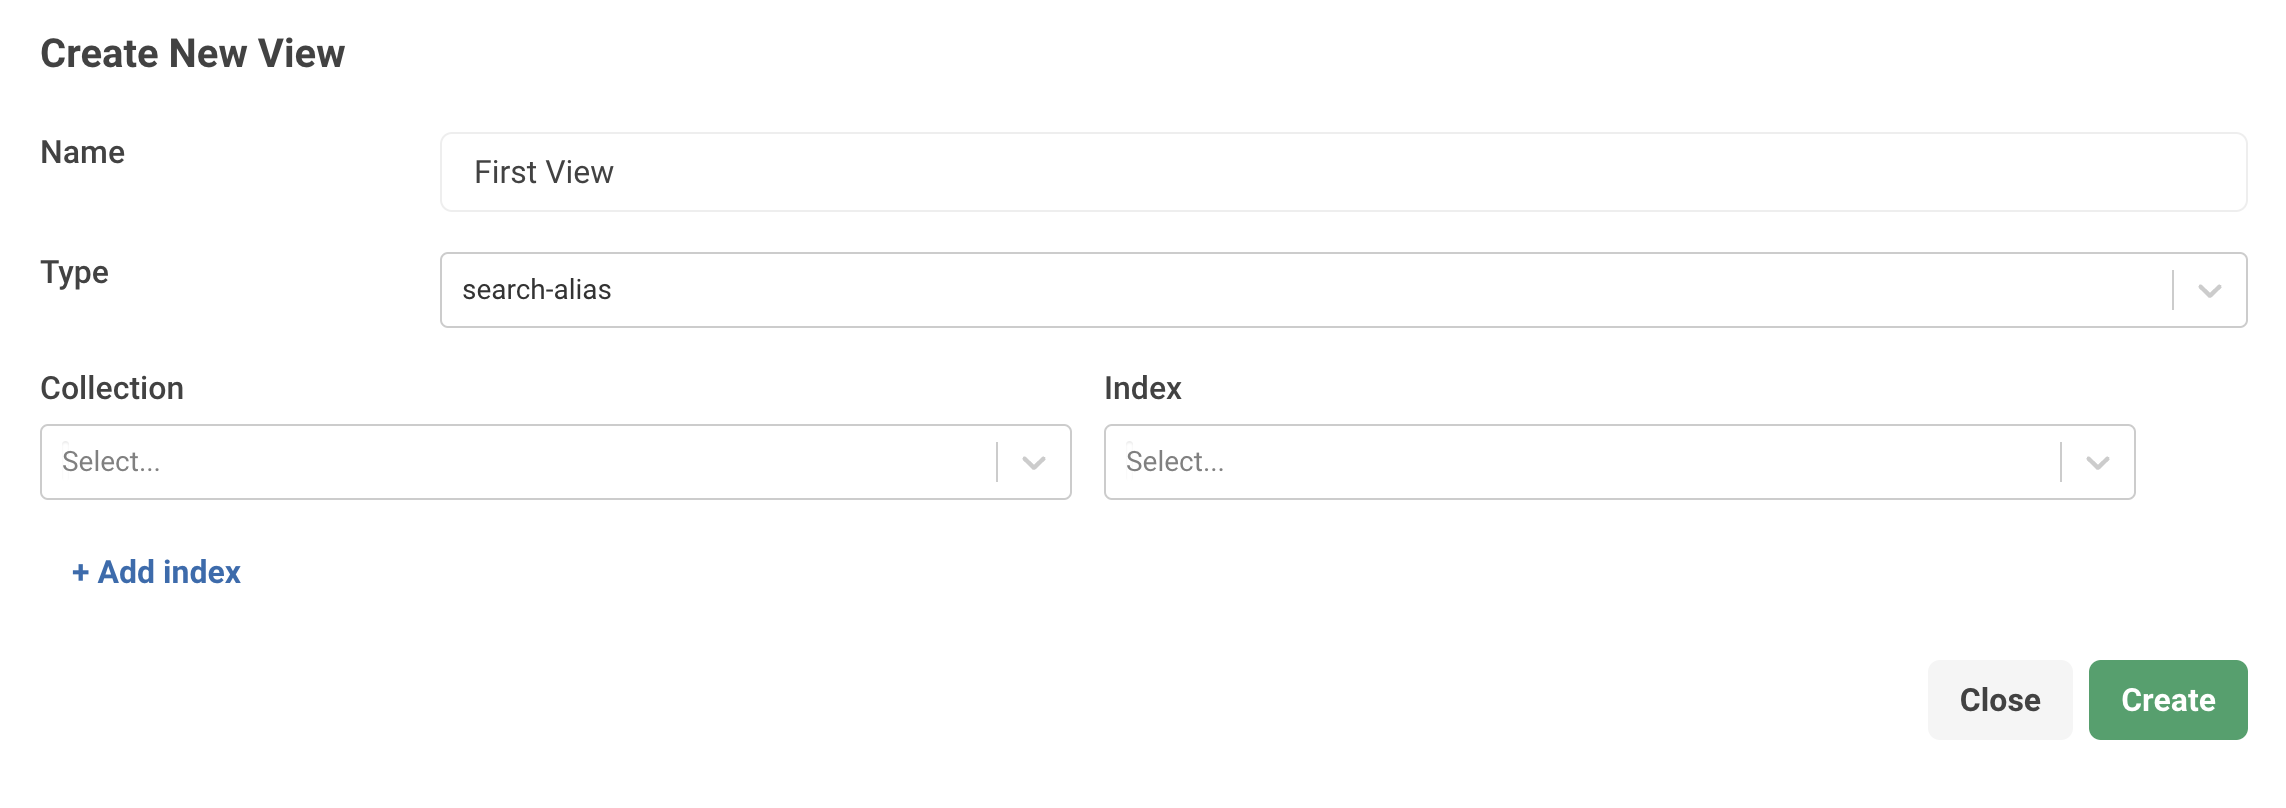 Create New View
Name
First View
Type
search-alias
Collection
Index
Select...
Select...
+ Add index
Close
Create